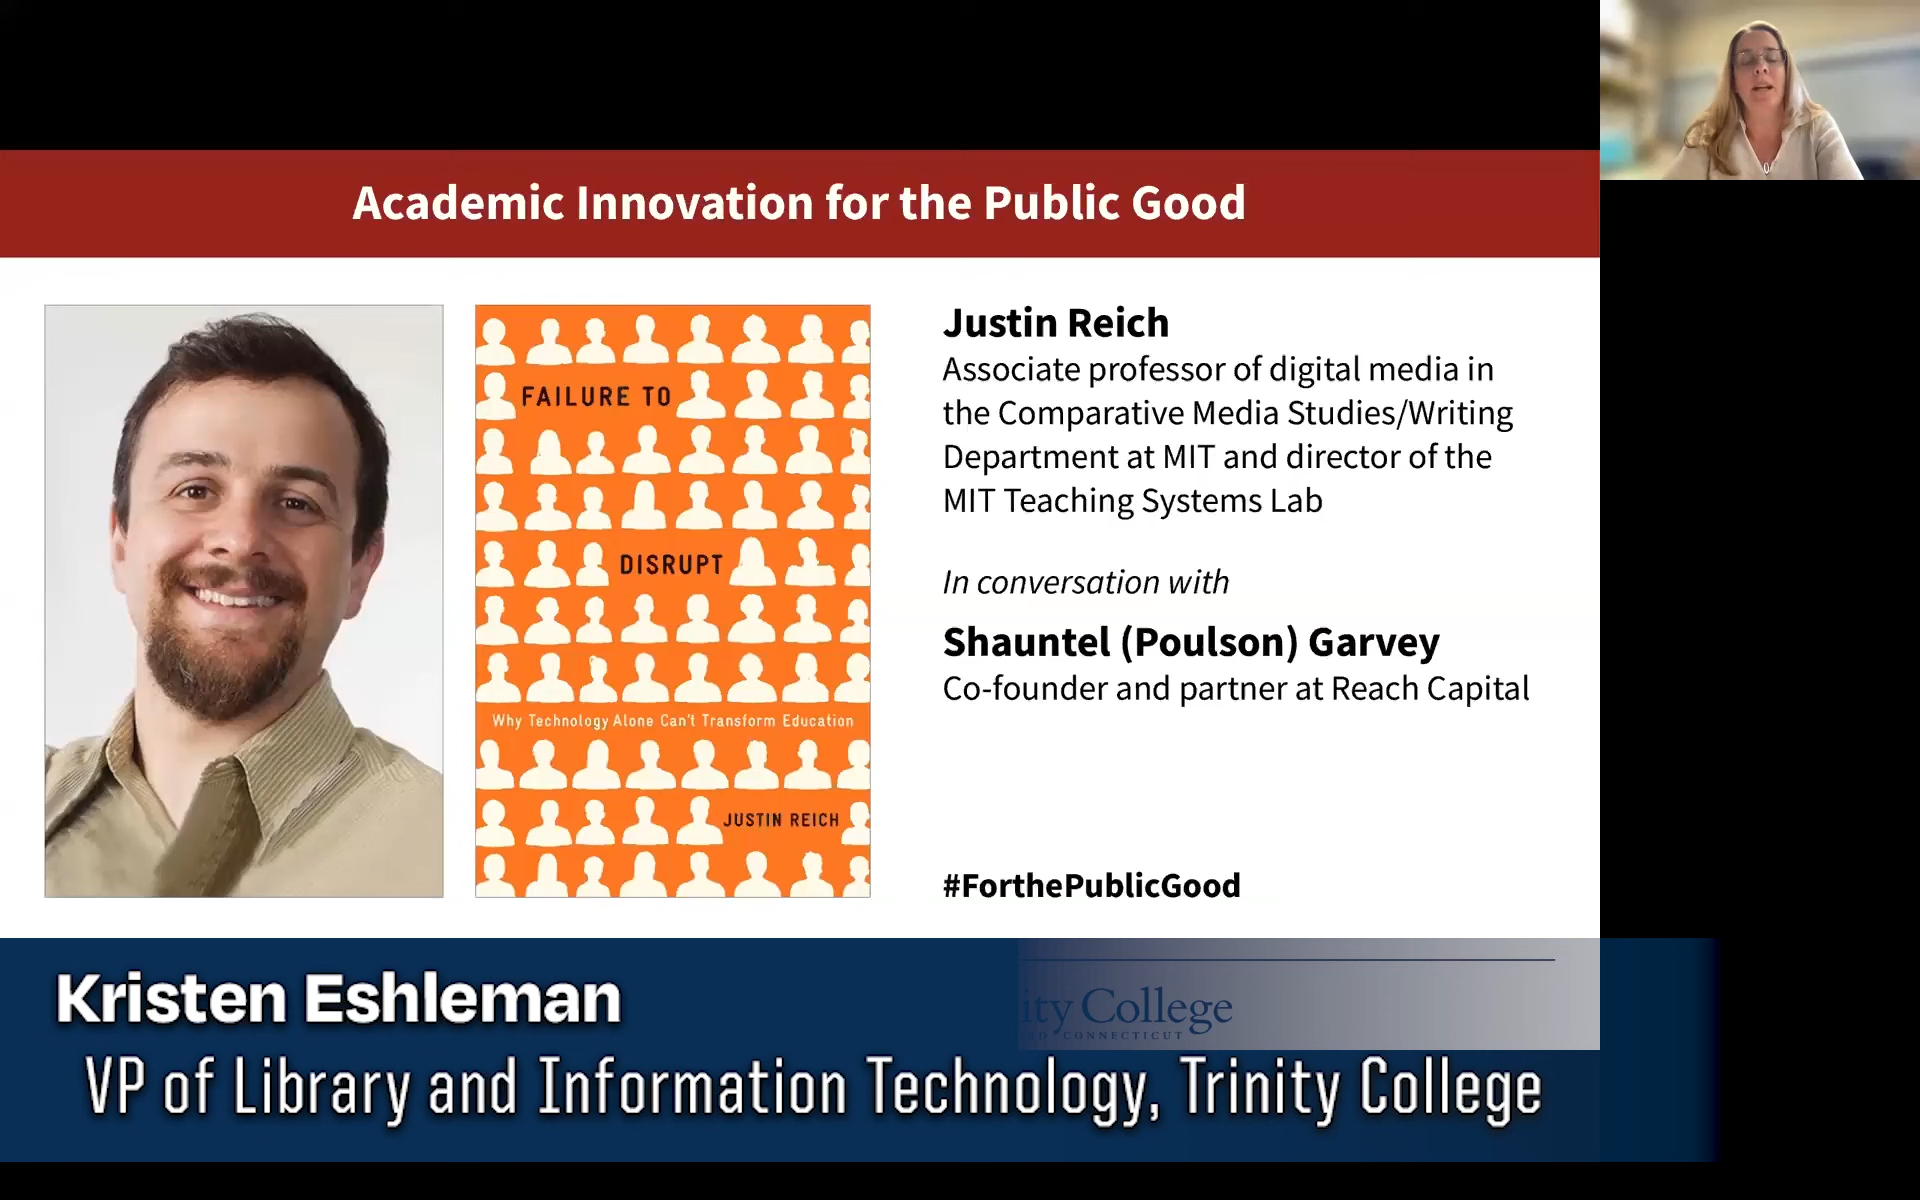 Academic Innovation for the Public Good
FAILURE TO
DISRUPT
Why Technology Alone Can't Transform Education
JUSTIN REICH
Justin Reich
Associate professor of digital media in
the Comparative Media Studies/Writing
Department at MIT and director of the
MIT Teaching Systems Lab
In conversation with
Shauntel (Poulson) Garvey
Co-founder and partner at Reach Capital
#ForthePublicGood
ity College
CONNECTICUT
Kristen Eshleman
VP of Library and Information Technology, Trinity College